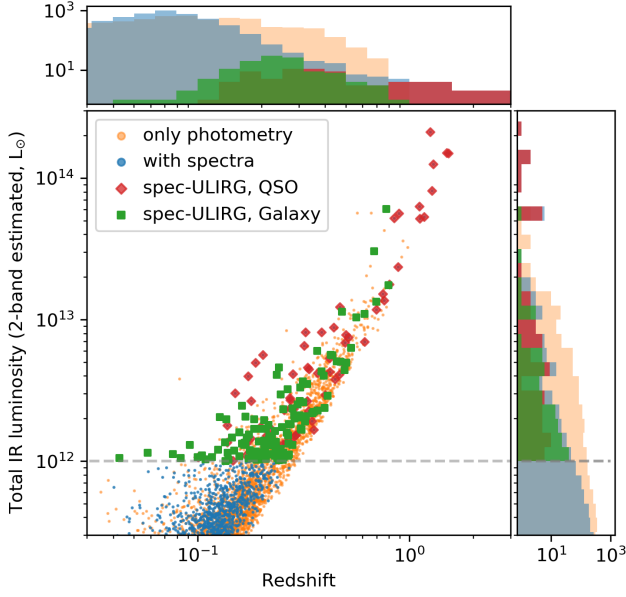 10³
10¹
only photometry
with spectra
spec-ULIRG, QSO
spec-ULIRG, Galaxy
Total IR luminosity (2-band estimated, L☉)
10¹⁴
10¹³
10¹²
10⁻¹
10⁰
Redshift
10¹
10³